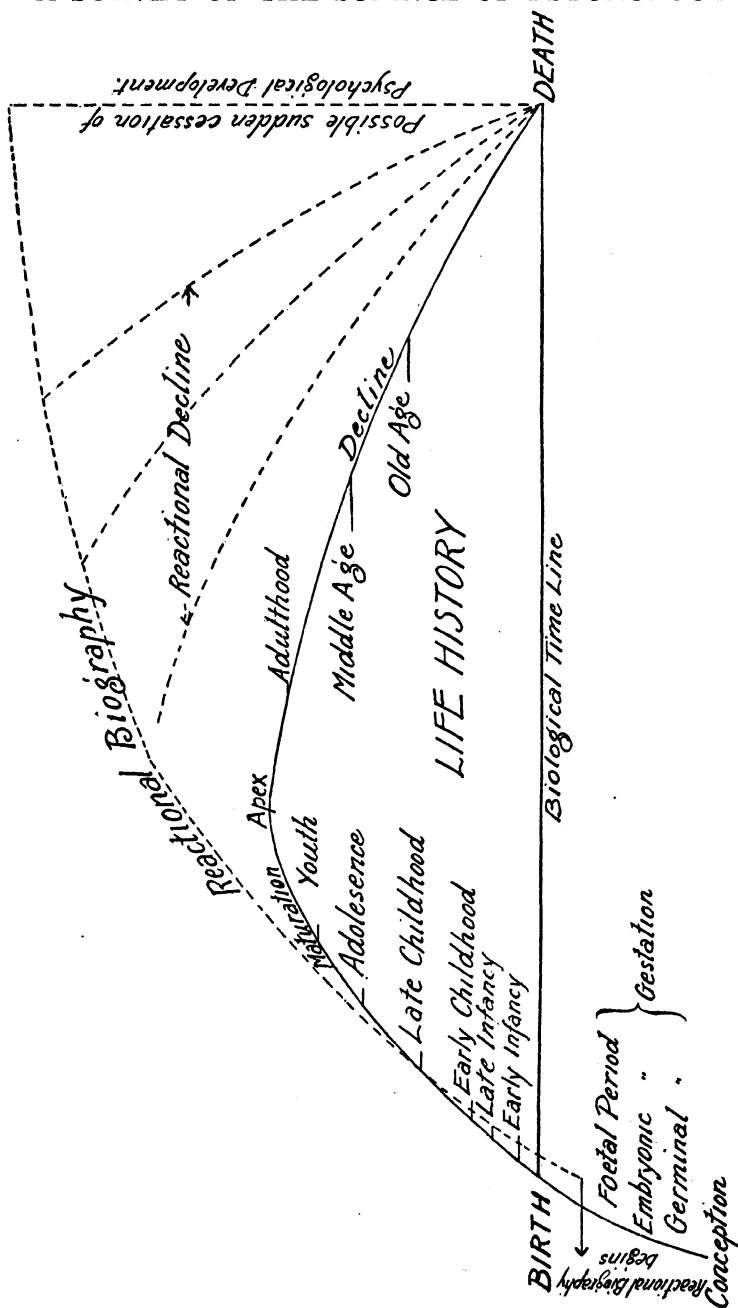 DEATH
Possible sudden cessation of
Psychological Development.
Reactional Biography
Reactional Decline
Decline
Old Age
Middle Age
Adulthood
Apex
Maturation
Youth
Adolesence
Late Childhood
Early Childhood
Late Infancy
Early Infancy
LIFE HISTORY
Biological Time Line
BIRTH
Reactional Biography
begins
Foetal Period
Embryonic "
Germinal "
Gestation
Conception